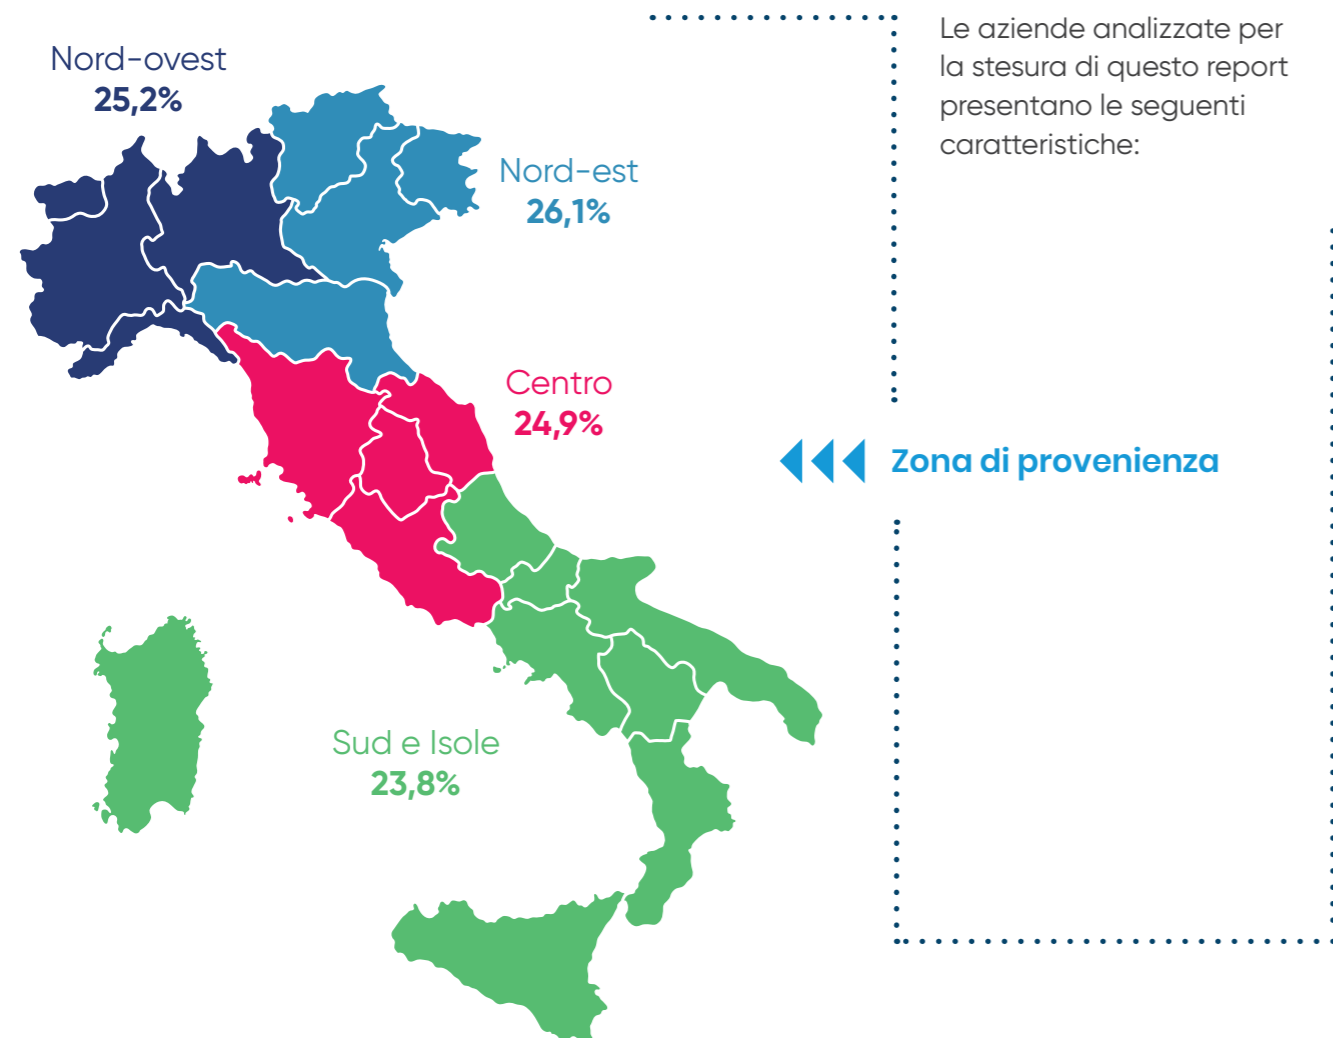 Le aziende analizzate per
la stesura di questo report
presentano le seguenti
caratteristiche:
Nord-ovest
25,2%
Nord-est
26,1%
Centro
24,9%
Zona di provenienza
Sud e Isole
23,8%